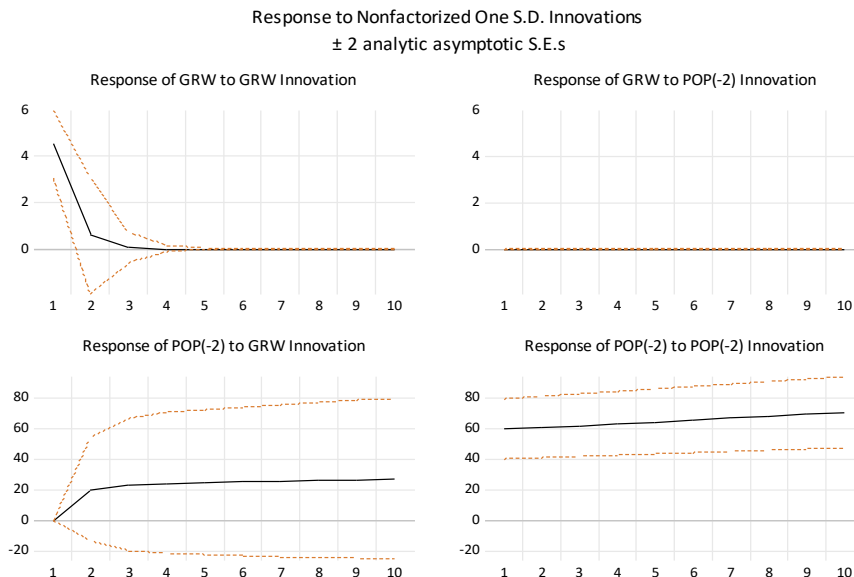 Response to Nonfactorized One S.D. Innovations
± 2 analytic asymptotic S.E.s
Response of GRW to GRW Innovation
6
4
2
0
1 2 3 4 5 6 7 8 9 10
Response of GRW to POP(-2) Innovation
6
4
2
0
1 2 3 4 5 6 7 8 9 10
Response of POP(-2) to GRW Innovation
80
60
40
20
0
-20
1 2 3 4 5 6 7 8 9 10
Response of POP(-2) to POP(-2) Innovation
80
60
40
20
0
-20
1 2 3 4 5 6 7 8 9 10